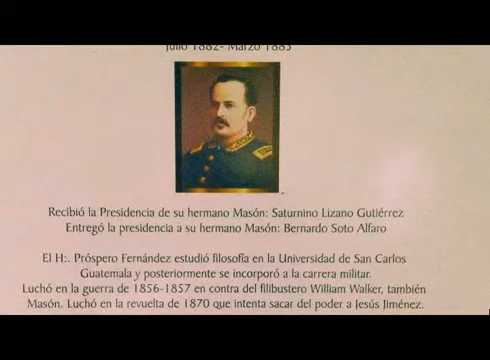 Julio 1882- Marzo 1885
Recibió la Presidencia de su hermano Masón: Saturnino Lizano Gutiérrez
Entregó la presidencia a su hermano Masón: Bernardo Soto Alfaro
El H:. Próspero Fernández estudió filosofía en la Universidad de San Carlos
Guatemala y posteriormente se incorporó a la carrera militar.
Luchó en la guerra de 1856-1857 en contra del filibustero William Walker, también
Masón. Luchó en la revuelta de 1870 que intenta sacar del poder a Jesús Jiménez.